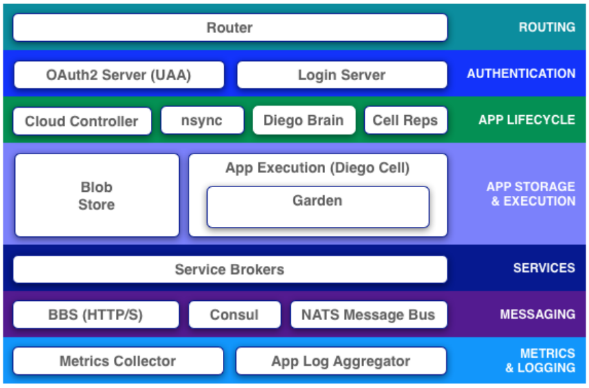 Router
ROUTING
OAuth2 Server (UAA)
Login Server
AUTHENTICATION
Cloud Controller
nsync
Diego Brain
Cell Reps
APP LIFECYCLE
Blob
Store
App Execution (Diego Cell)
Garden
APP STORAGE
& EXECUTION
Service Brokers
SERVICES
BBS (HTTP/S)
Consul
NATS Message Bus
MESSAGING
Metrics Collector
App Log Aggregator
METRICS
& LOGGING